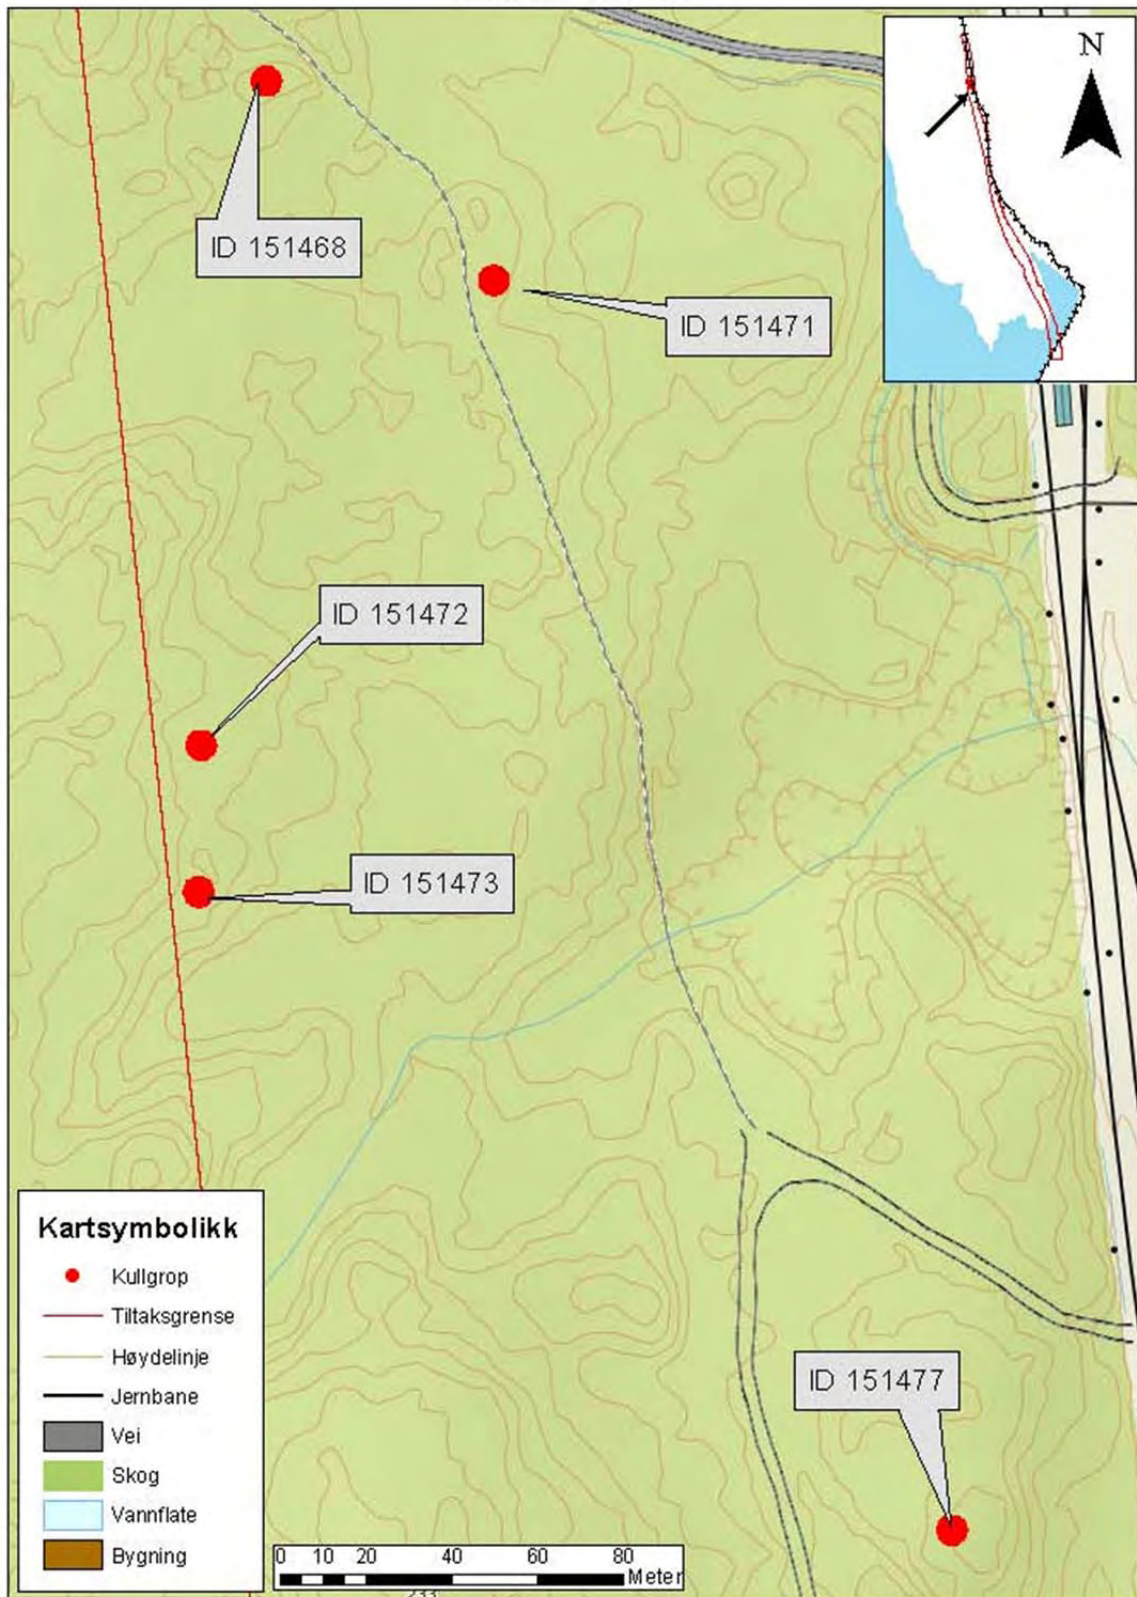 N
ID 151468
ID 151471
ID 151472
ID 151473
ID 151477
Kartsymbolikk
Kullgrop
Tiltaksgrense
Høydelinje
Jernbane
Vei
Skog
Vannflate
Bygning
0 10 20 40 60 80
Meter